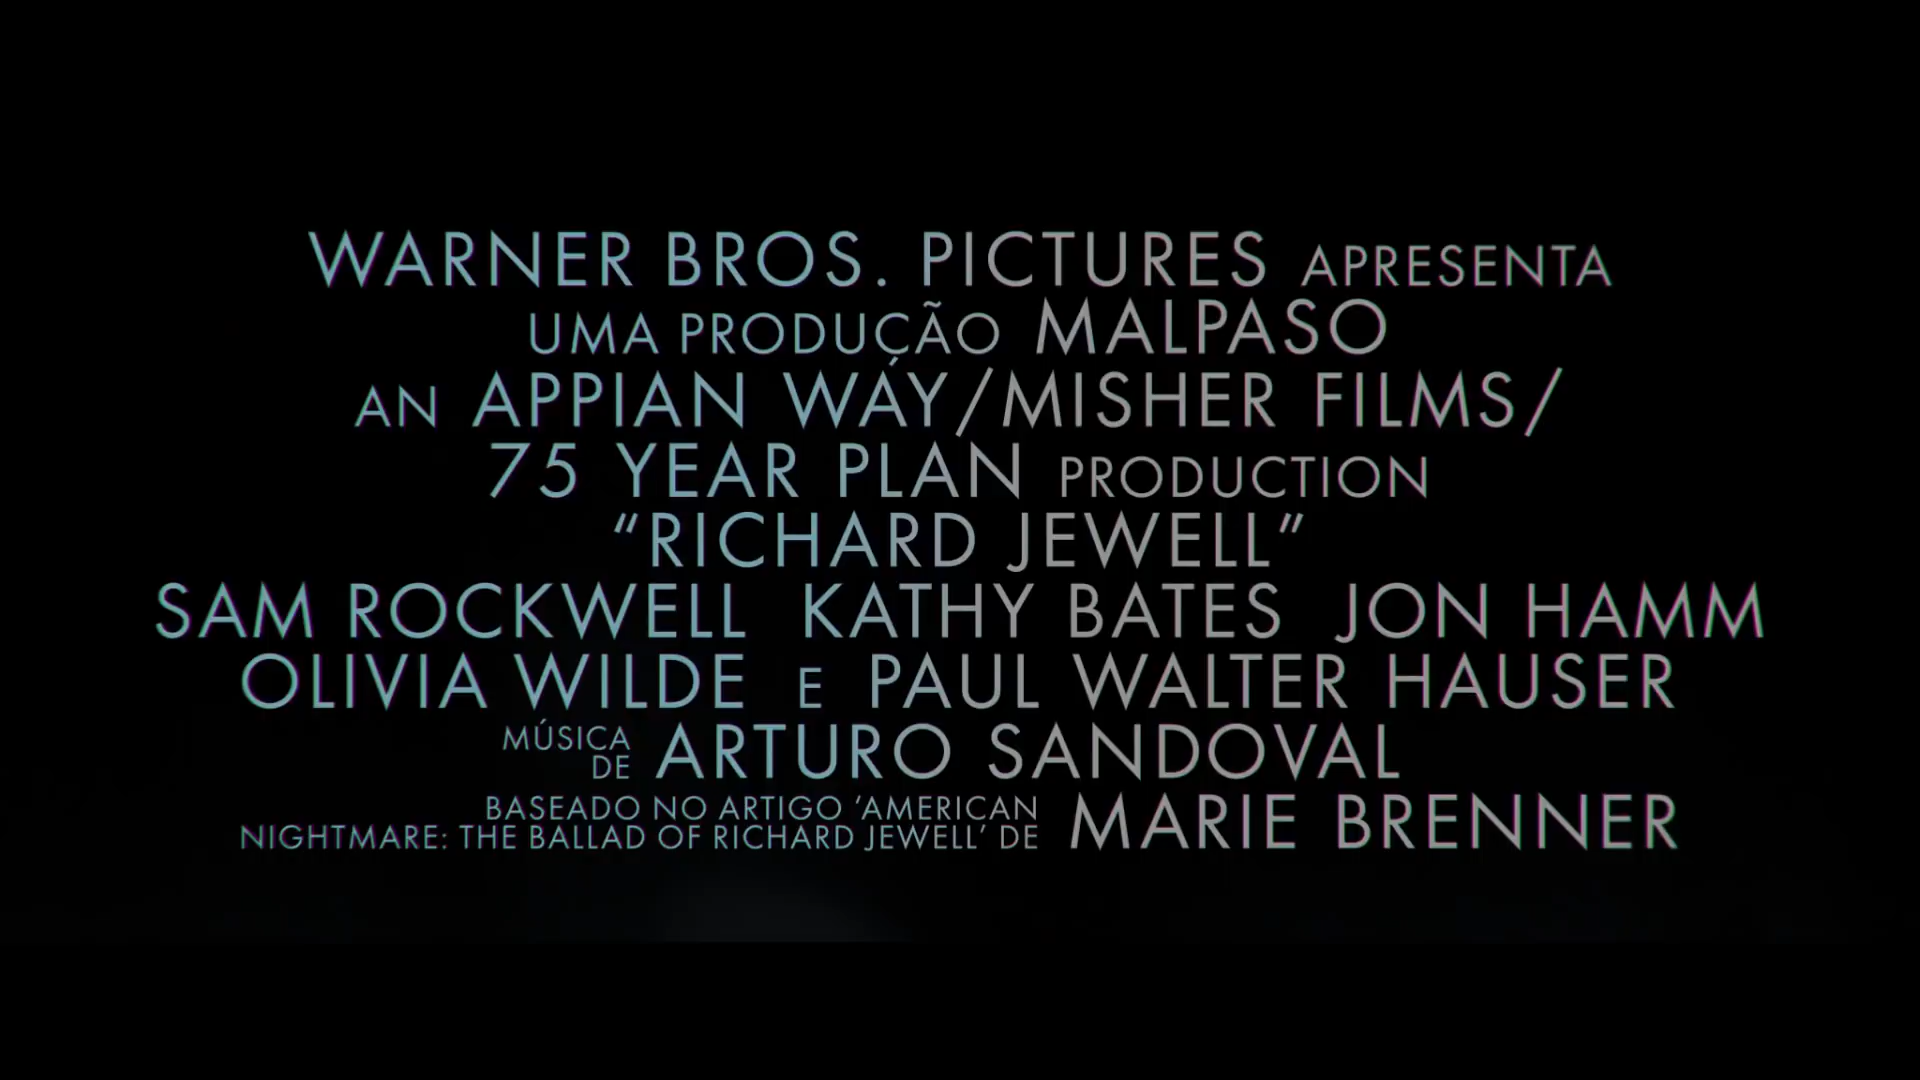 WARNER BROS. PICTURES APRESENTA
UMA PRODUÇÃO MALPASO
AN APPIAN WAY/MISHER FILMS/
75 YEAR PLAN PRODUCTION
“RICHARD JEWELL”
SAM ROCKWELL KATHY BATES JON HAMM
OLIVIA WILDE E PAUL WALTER HAUSER
MÚSICA DE ARTURO SANDOVAL
BASEADO NO ARTIGO ‘AMERICAN
NIGHTMARE: THE BALLAD OF RICHARD JEWELL’ DE MARIE BRENNER